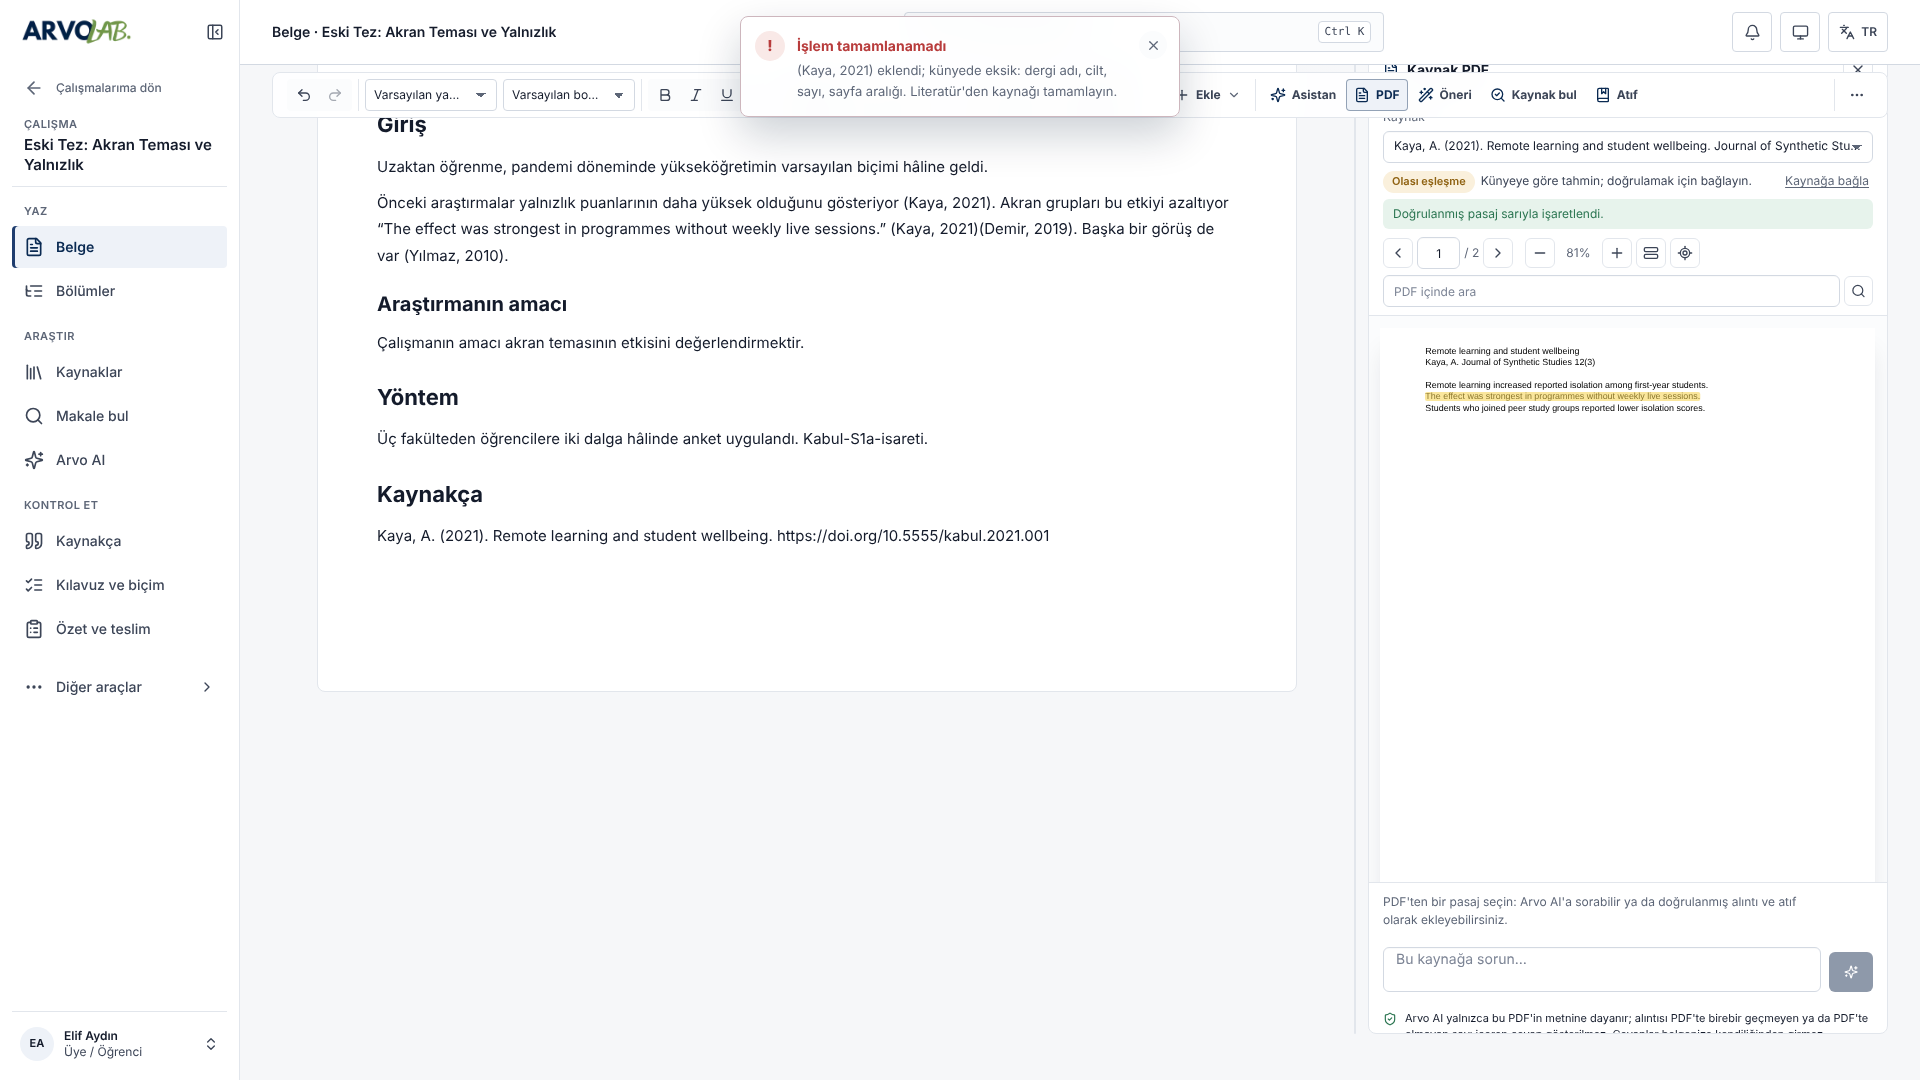 ARVOLAB.
Çalışmalarıma dön
ÇALIŞMA
Eski Tez: Akran Teması ve
Yalnızlık
YAZ
Belge
Bölümler
ARAŞTIR
Kaynaklar
Makale bul
Arvo AI
KONTROL ET
Kaynakça
Kılavuz ve biçim
Özet ve teslim
Diğer araçlar
EA
Elif Aydın
Üye / Öğrenci
Belge · Eski Tez: Akran Teması ve Yalnızlık
Ctrl K
TR
!
İşlem tamamlanamadı
(Kaya, 2021) eklendi; künyede eksik: dergi adı, cilt,
sayı, sayfa aralığı. Literatür'den kaynağı tamamlayın.
Varsayılan ya...
Varsayılan bo...
B I U
Ekle
Asistan
PDF
Öneri
Kaynak bul
Atıf
Giriş
Uzaktan öğrenme, pandemi döneminde yükseköğretimin varsayılan biçimi hâline geldi.
Önceki araştırmalar yalnızlık puanlarının daha yüksek olduğunu gösteriyor (Kaya, 2021). Akran grupları bu etkiyi azaltıyor
“The effect was strongest in programmes without weekly live sessions.” (Kaya, 2021)(Demir, 2019). Başka bir görüş de
var (Yılmaz, 2010).
Araştırmanın amacı
Çalışmanın amacı akran temasının etkisini değerlendirmektir.
Yöntem
Üç fakülteden öğrencilere iki dalga hâlinde anket uygulandı. Kabul-S1a-isareti.
Kaynakça
Kaya, A. (2021). Remote learning and student wellbeing. https://doi.org/10.5555/kabul.2021.001
Kaynak PDF
Kaynak
Kaya, A. (2021). Remote learning and student wellbeing. Journal of Synthetic Stu...
Olası eşleşme
Künyeye göre tahmin; doğrulamak için bağlayın.
Kaynağa bağla
Doğrulanmış pasaj sarıyla işaretlendi.
1 / 2
81%
PDF içinde ara
Remote learning and student wellbeing
Kaya, A. Journal of Synthetic Studies 12(3)
Remote learning increased reported isolation among first-year students.
The effect was strongest in programmes without weekly live sessions.
Students who joined peer study groups reported lower isolation scores.
PDF'ten bir pasaj seçin: Arvo AI'a sorabilir ya da doğrulanmış alıntı ve atıf
olarak ekleyebilirsiniz.
Bu kaynağa sorun...
Arvo AI yalnızca bu PDF'in metnine dayanır; alıntısı PDF'te birebir geçmeyen ya da PDF'te